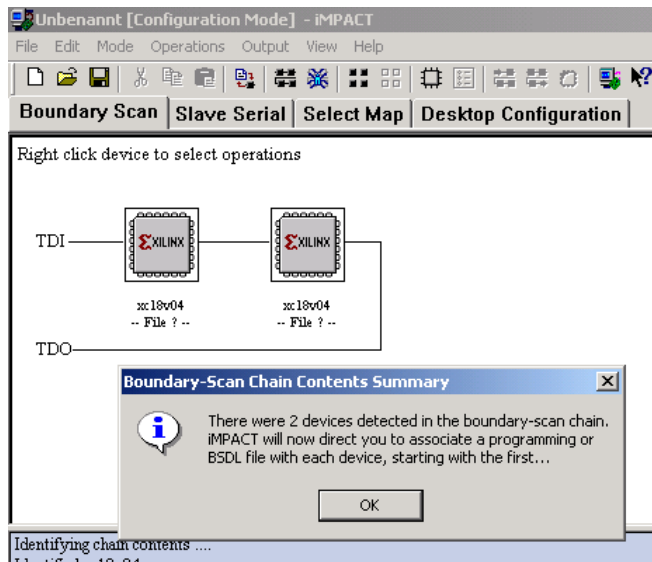 Unbenannt [Configuration Mode] - iMPACT
File Edit Mode Operations Output View Help
Boundary Scan Slave Serial Select Map Desktop Configuration
Right click device to select operations
TDI
XILINX XILINX
xc18v04 xc18v04
-- File ? -- -- File ? --
TDO
Boundary-Scan Chain Contents Summary
There were 2 devices detected in the boundary-scan chain.
iMPACT will now direct you to associate a programming or
BSDL file with each device, starting with the first...
OK
Identifying chain contents ....